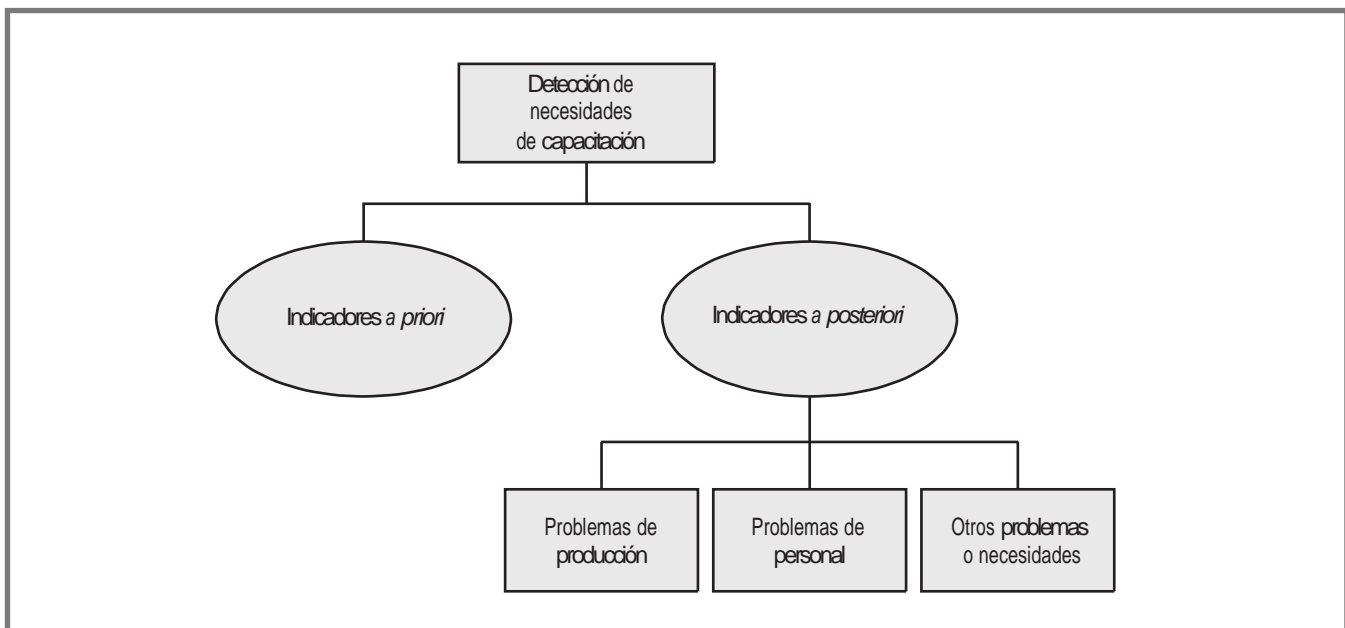 Detección de
necesidades
de capacitación
Indicadores a priori
Indicadores a posteriori
Problemas de
producción
Problemas de
personal
Otros problemas
o necesidades